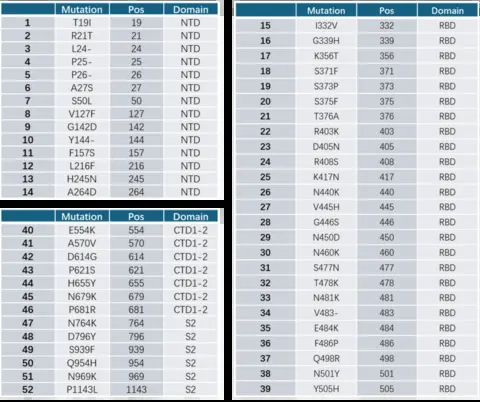 Mutation Pos Domain
1 T19I 19 NTD
2 R21T 21 NTD
3 L24- 24 NTD
4 P25- 25 NTD
5 P26- 26 NTD
6 A27S 27 NTD
7 S50L 50 NTD
8 V127F 127 NTD
9 G142D 142 NTD
10 Y144- 144 NTD
11 F157S 157 NTD
12 L216F 216 NTD
13 H245N 245 NTD
14 A264D 264 NTD
Mutation Pos Domain
15 I332V 332 RBD
16 G339H 339 RBD
17 K356T 356 RBD
18 S371F 371 RBD
19 S373P 373 RBD
20 S375F 375 RBD
21 T376A 376 RBD
22 R403K 403 RBD
23 D405N 405 RBD
24 R408S 408 RBD
25 K417N 417 RBD
26 N440K 440 RBD
27 V445H 445 RBD
28 G446S 446 RBD
29 N450D 450 RBD
30 N460K 460 RBD
31 S477N 477 RBD
32 T478K 478 RBD
33 N481K 481 RBD
34 V483- 483 RBD
35 E484K 484 RBD
36 F486P 486 RBD
37 Q498R 498 RBD
38 N501Y 501 RBD
39 Y505H 505 RBD
Mutation Pos Domain
40 E554K 554 CTD1-2
41 A570V 570 CTD1-2
42 D614G 614 CTD1-2
43 P621S 621 CTD1-2
44 H655Y 655 CTD1-2
45 N679K 679 CTD1-2
46 P681R 681 CTD1-2
47 N764K 764 S2
48 D796Y 796 S2
49 S939F 939 S2
50 Q954H 954 S2
51 N969K 969 S2
52 P1143L 1143 S2